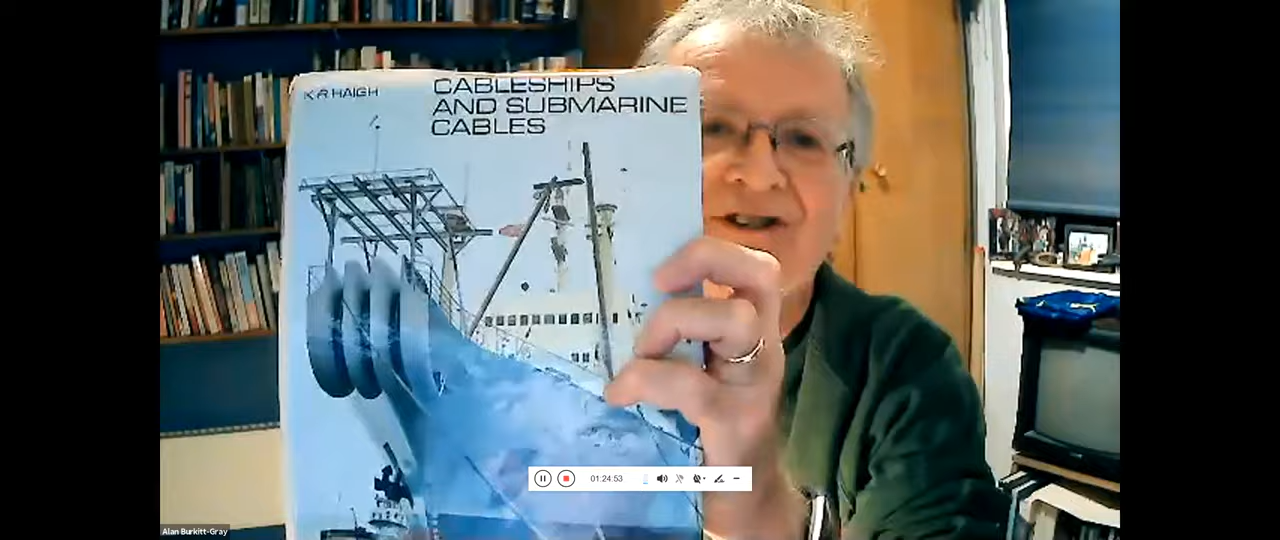 K R HAIGH
CABLESHIPS
AND SUBMARINE
CABLES
01:24:53
Alan Burkitt-Gray